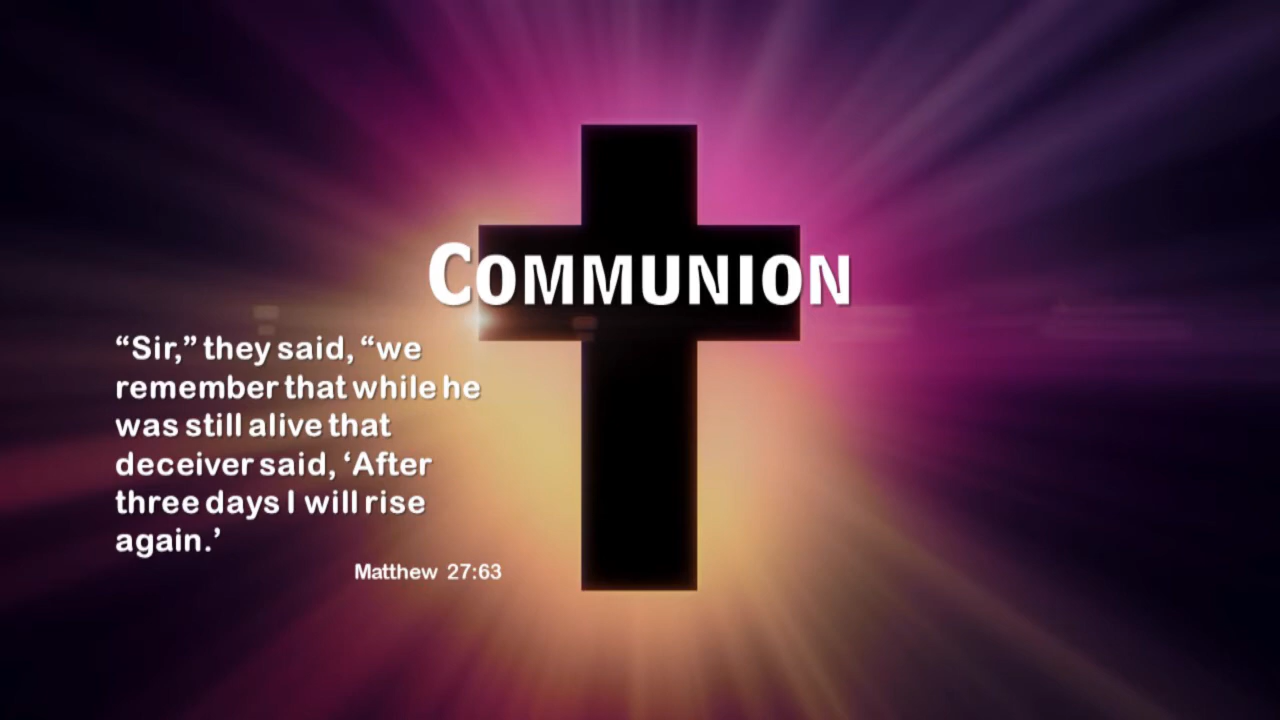 COMMUNION
“Sir,” they said, “we
remember that while he
was still alive that
deceiver said, ‘After
three days I will rise
again.’
Matthew 27:63